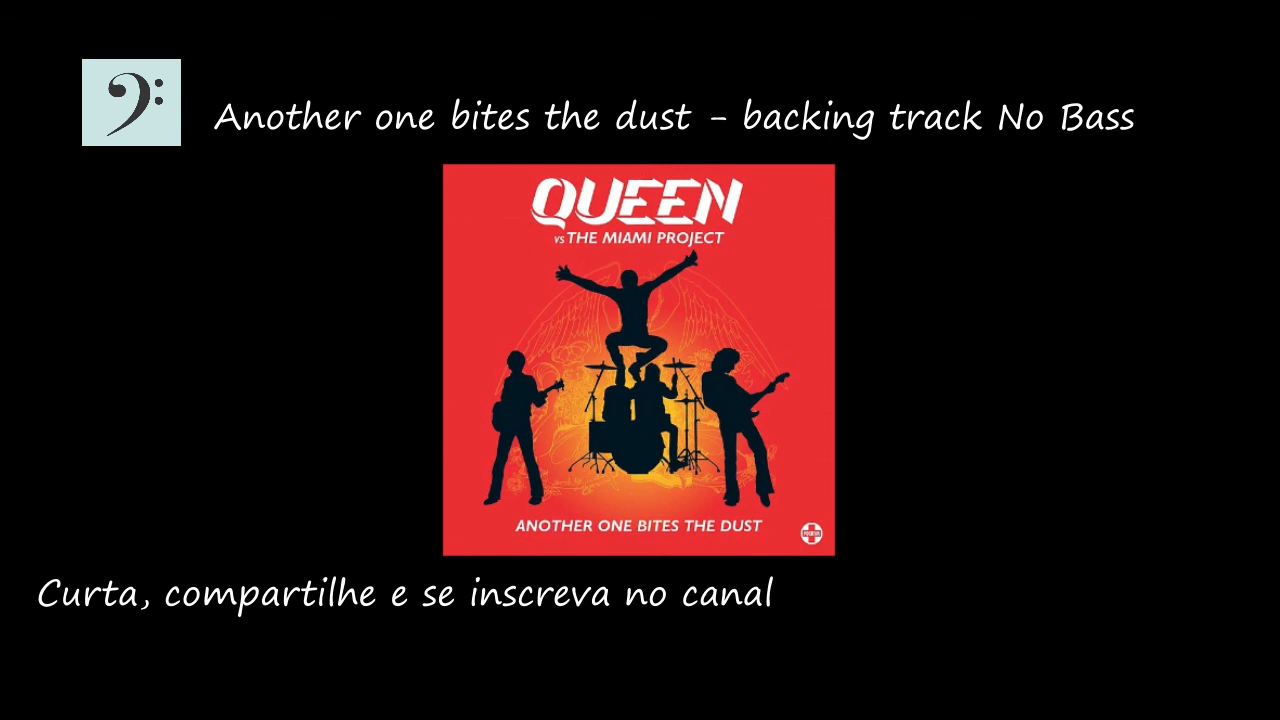 Another one bites the dust - backing track No Bass
QUEEN
vs THE MIAMI PROJECT
ANOTHER ONE BITES THE DUST
Curta, compartilhe e se inscreva no canal